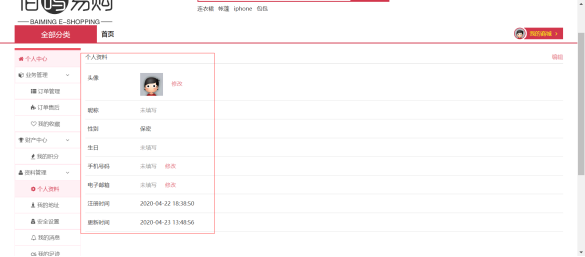 佰鸣易购
BAIMING E-SHOPPING
连衣裙 帐篷 iphone 包包
全部分类 首页 我的商城 >
个人中心
业务管理
订单管理
订单售后
我的收藏
财产中心
我的积分
资料管理
个人资料
我的地址
安全设置
我的消息
我的足迹
个人资料 编辑
头像 修改
昵称 未填写
性别 保密
生日 未填写
手机号码 未填写 修改
电子邮箱 未填写 修改
注册时间 2020-04-22 18:38:50
更新时间 2020-04-23 13:48:56